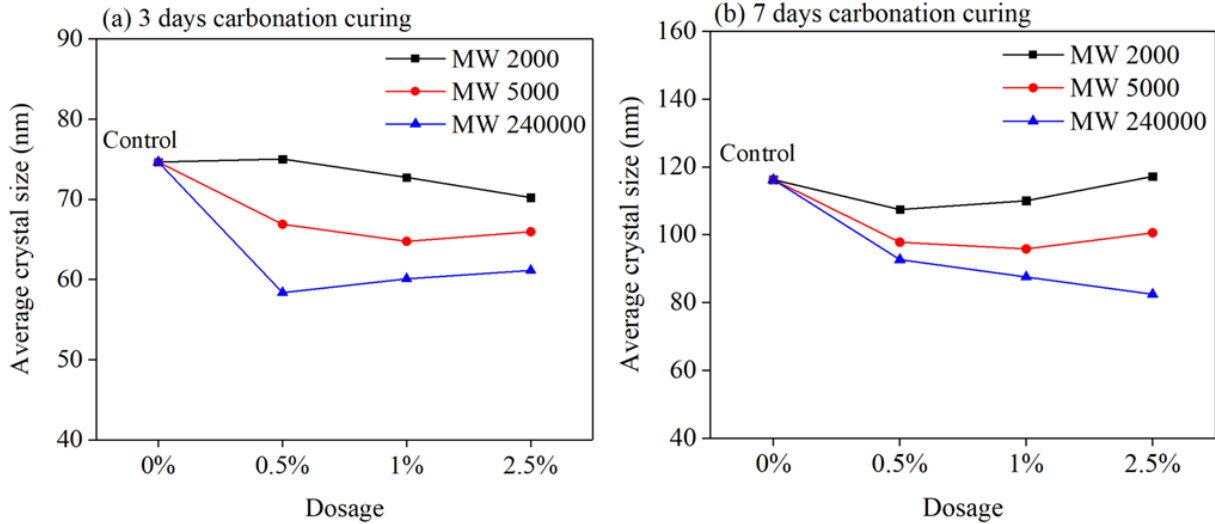 (a) 3 days carbonation curing
90
80
70
60
50
40
Average crystal size (nm)
MW 2000
MW 5000
MW 240000
Control
0%
0.5%
1%
2.5%
Dosage
(b) 7 days carbonation curing
160
140
120
100
80
60
40
Average crystal size (nm)
MW 2000
MW 5000
MW 240000
Control
0%
0.5%
1%
2.5%
Dosage